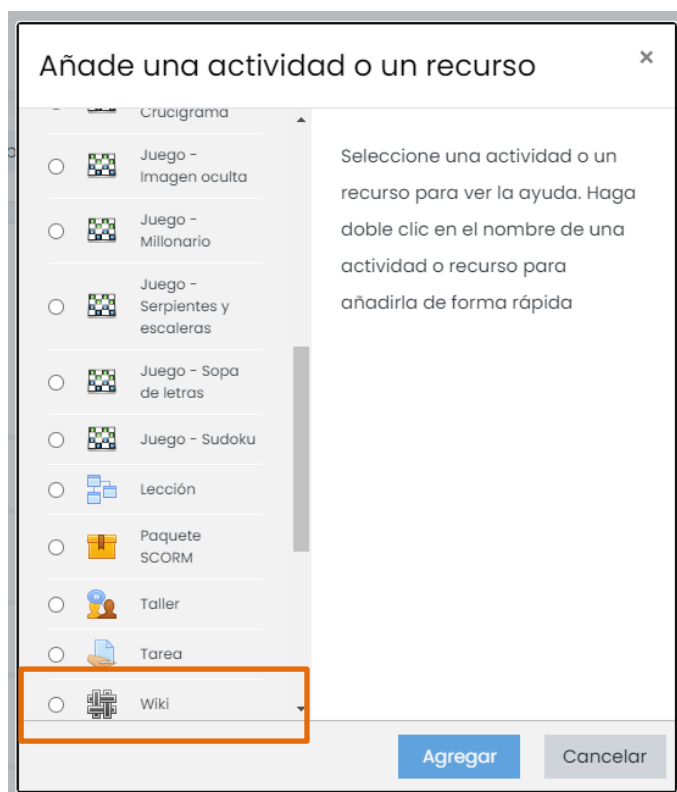 Añade una actividad o un recurso
×
Crucigrama
Juego -
Imagen oculta
Juego -
Millonario
Juego -
Serpientes y
escaleras
Juego - Sopa
de letras
Juego - Sudoku
Lección
Paquete
SCORM
Taller
Tarea
Wiki
Seleccione una actividad o un
recurso para ver la ayuda. Haga
doble clic en el nombre de una
actividad o recurso para
añadirla de forma rápida
Agregar
Cancelar